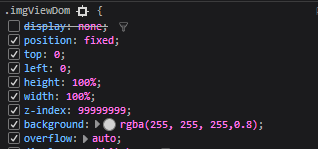 .imgViewDom {
display: none;
position: fixed;
top: 0;
left: 0;
height: 100%;
width: 100%;
z-index: 99999999;
background: rgba(255, 255, 255,0.8);
overflow: auto;